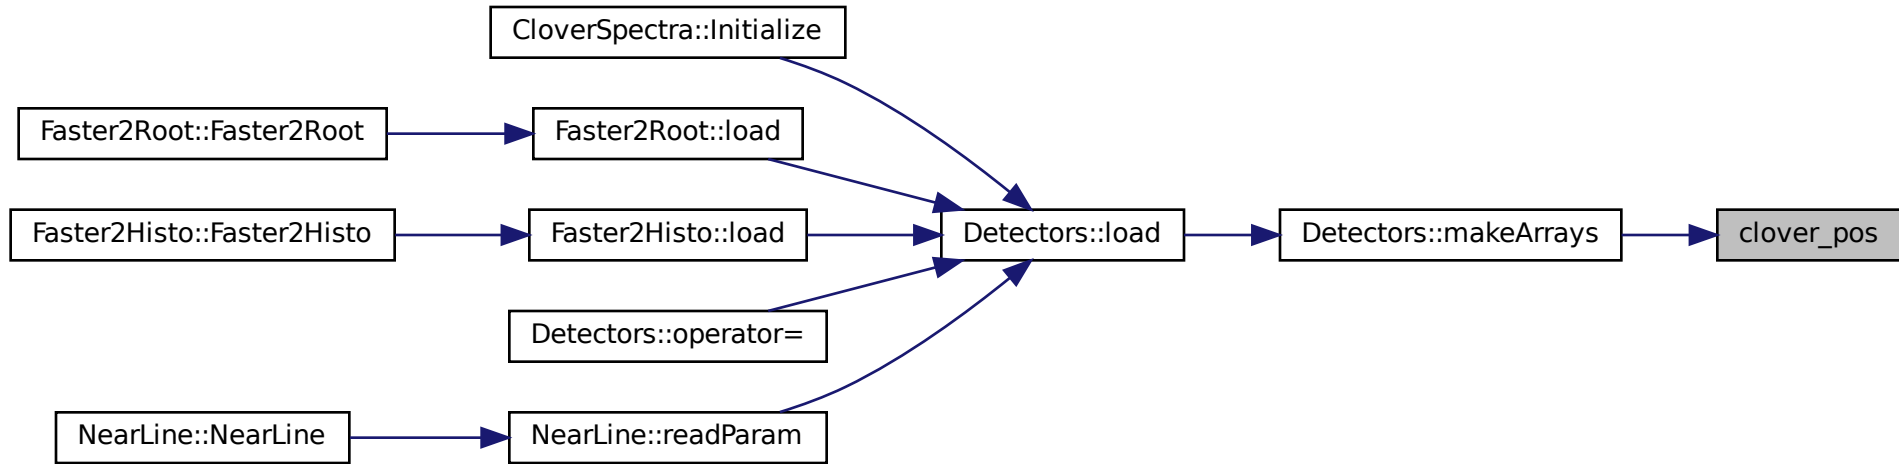 CloverSpectra::Initialize
Faster2Root::Faster2Root
Faster2Root::load
Faster2Histo::Faster2Histo
Faster2Histo::load
Detectors::load
Detectors::makeArrays
clover_pos
Detectors::operator=
NearLine::NearLine
NearLine::readParam